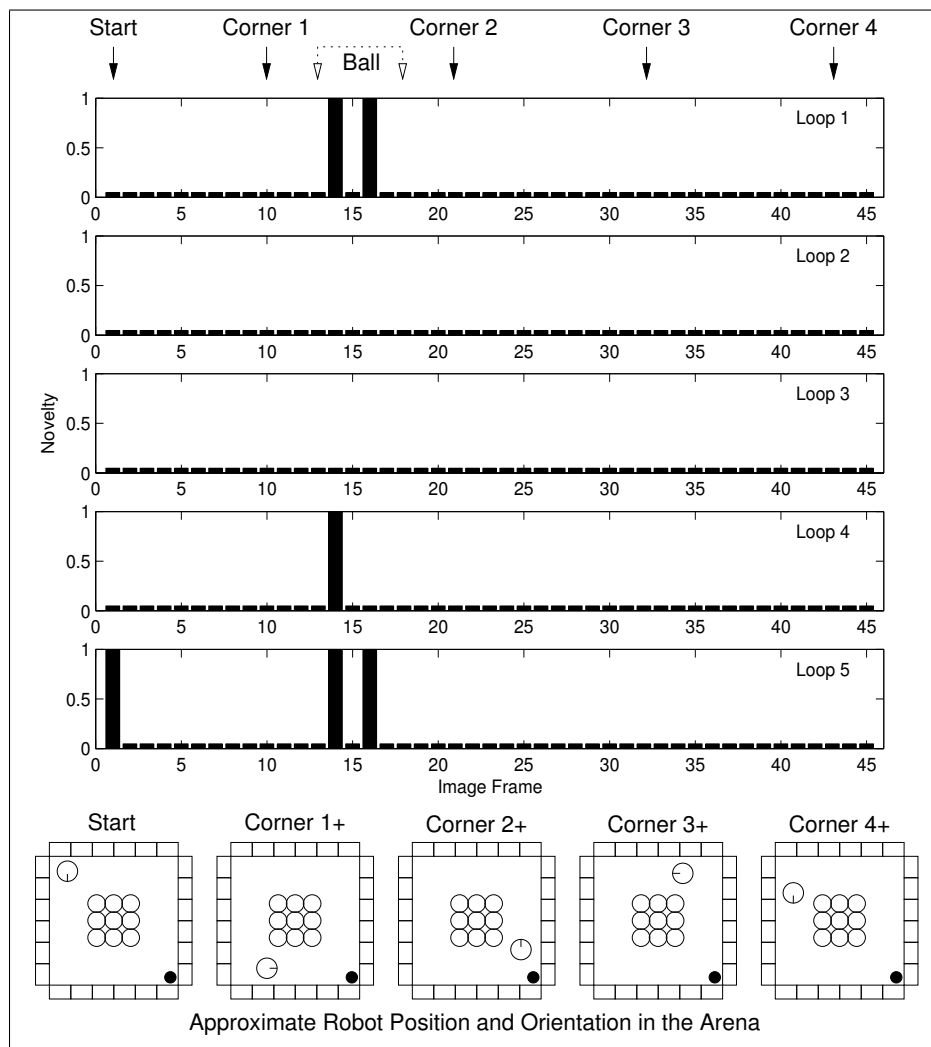 Start Corner 1 Corner 2 Corner 3 Corner 4
Ball
1
0.5
0
Loop 1
0 5 10 15 20 25 30 35 40 45
1
0.5
0
Loop 2
0 5 10 15 20 25 30 35 40 45
Novelty
1
0.5
0
Loop 3
0 5 10 15 20 25 30 35 40 45
1
0.5
0
Loop 4
0 5 10 15 20 25 30 35 40 45
1
0.5
0
Loop 5
0 5 10 15 20 25 30 35 40 45
Image Frame
Start Corner 1+ Corner 2+ Corner 3+ Corner 4+
Approximate Robot Position and Orientation in the Arena